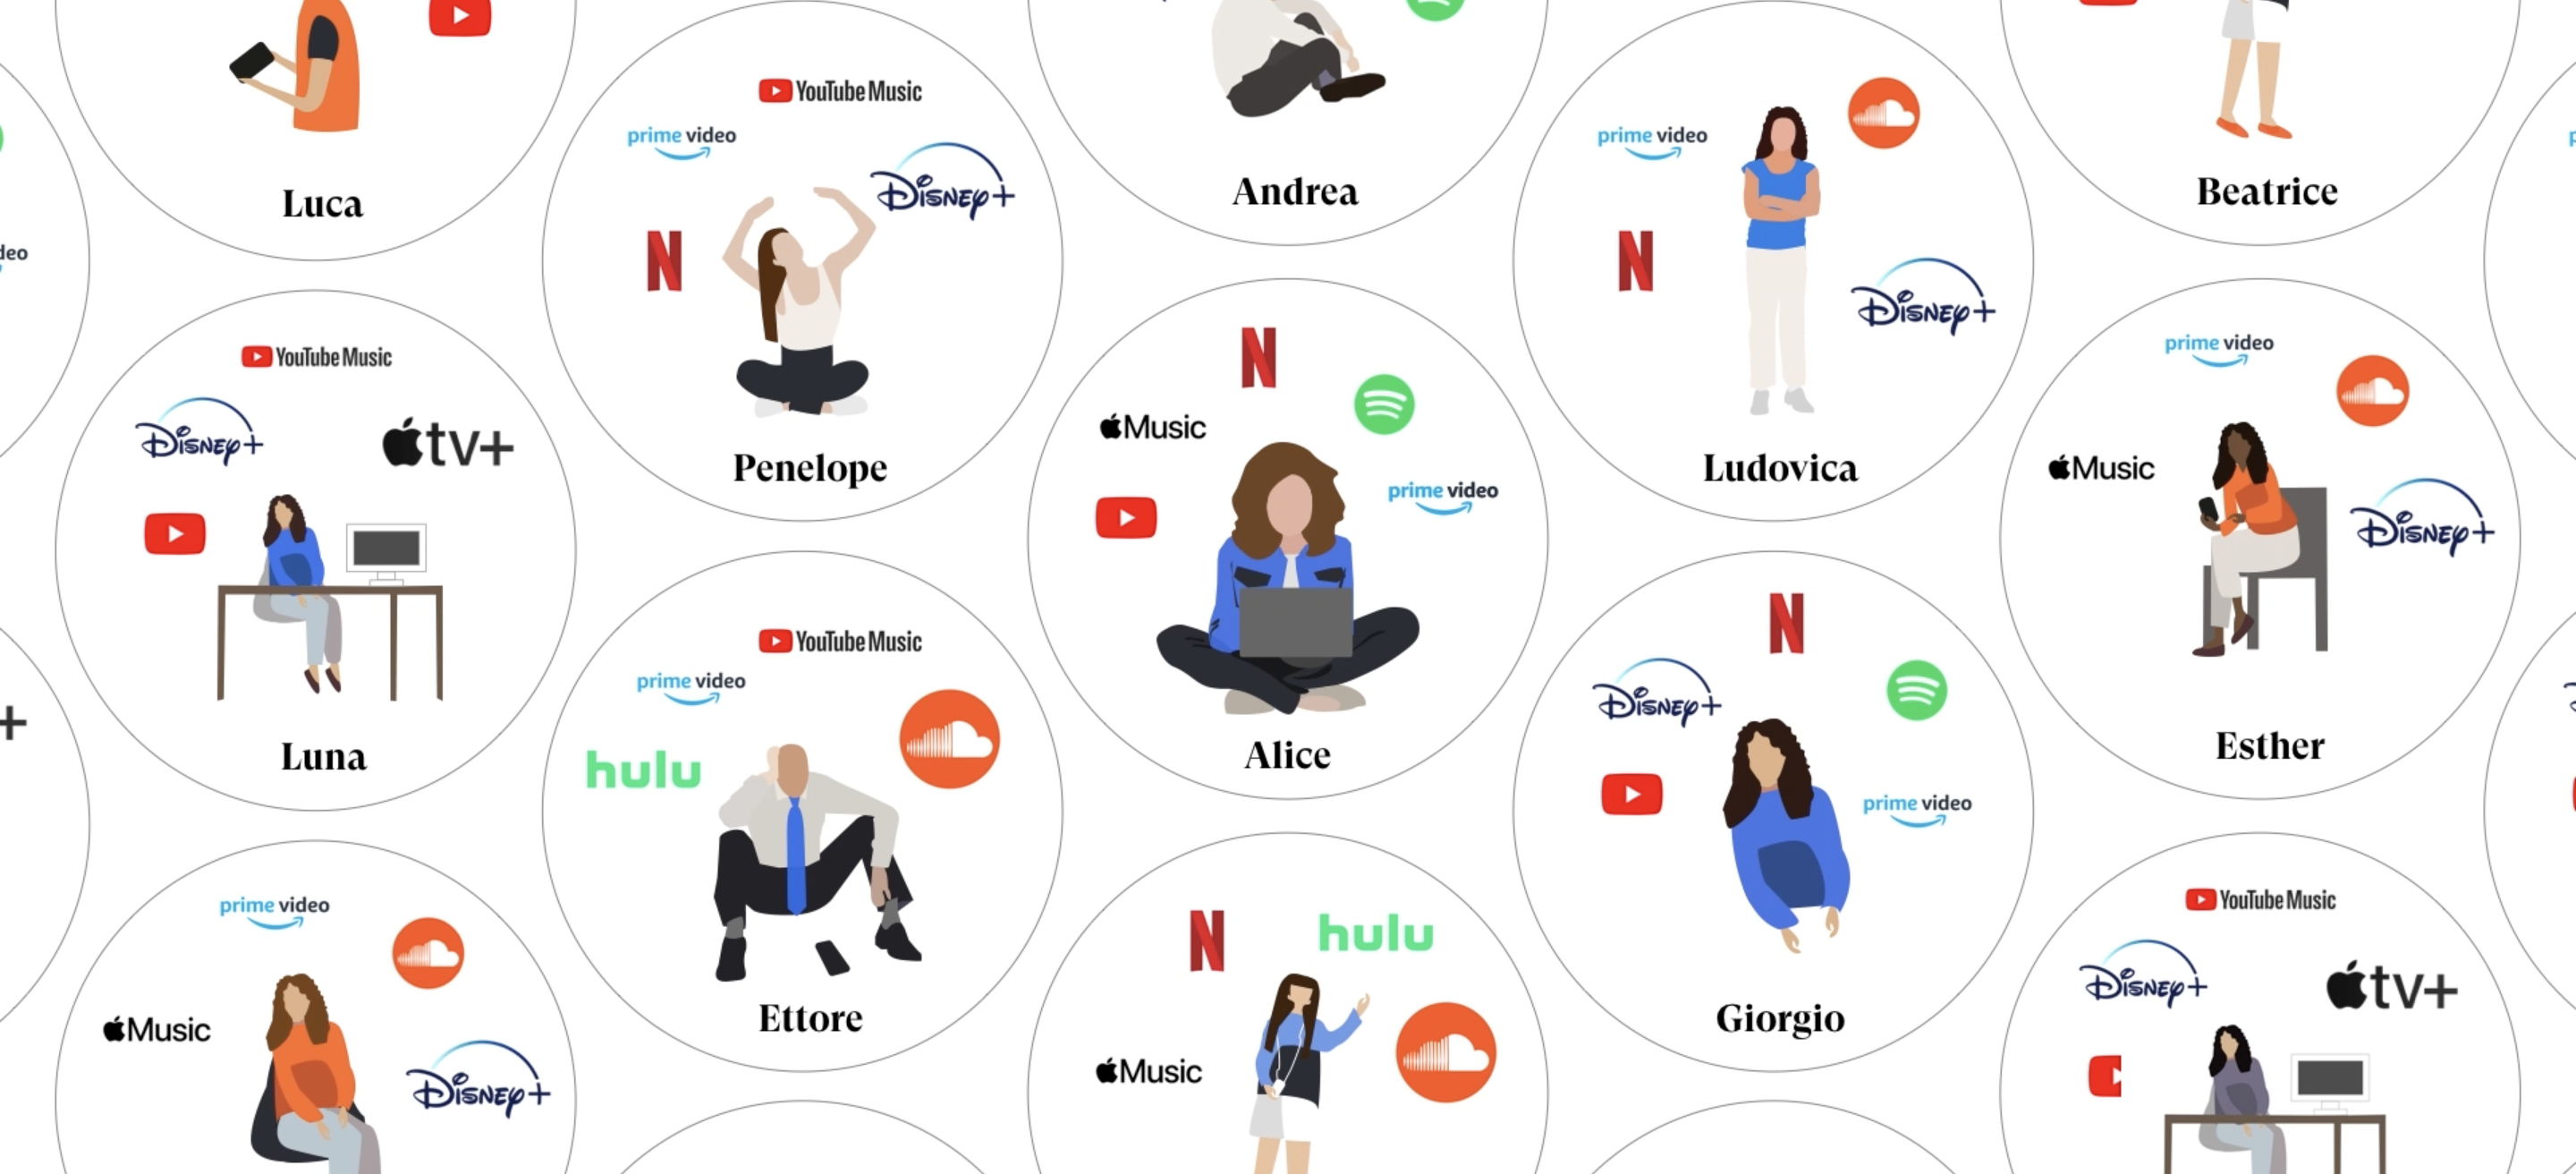 Luca
YouTube Music
prime video
Disney+
N
Penelope
Andrea
prime video
N
Disney+
Ludovica
Beatrice
deo
YouTube Music
Disney+
tv+
Luna
N
Music
prime video
Alice
prime video
Music
Disney+
Esther
YouTube Music
prime video
hulu
Ettore
N
Disney+
prime video
Giorgio
+
prime video
Music
Disney+
N
hulu
Music
YouTube Music
Disney+
tv+